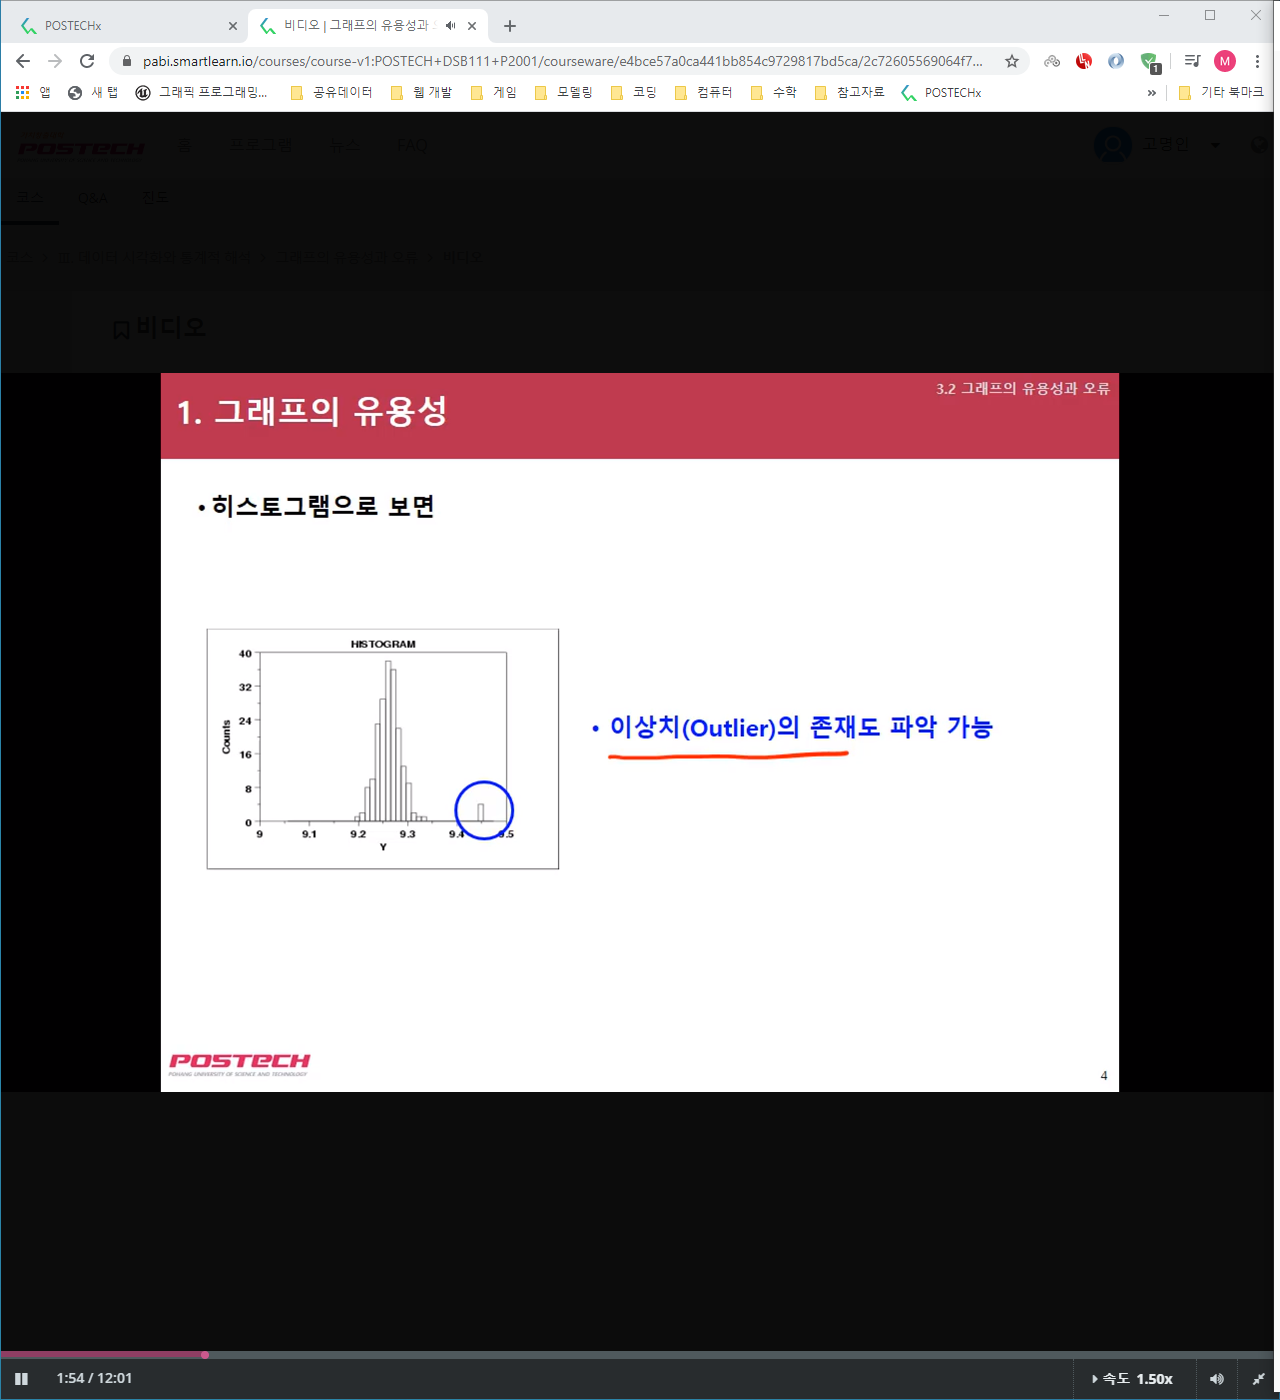 POSTECHx
비디오 | 그래프의 유용성과
pabi.smartlearn.io/courses/course-v1:POSTECH+DSB111+P2001/courseware/e4bce57a0ca441bb854c9729817bd5ca/2c72605569064f7...
1
M
앱 새 탭 그래픽 프로그래밍... 공유데이터 웹 개발 게임 모델링 코딩 컴퓨터 수학 참고자료 POSTECHx » 기타 북마크
POSTECH 홈 프로그램 뉴스 FAQ 고영인
코스 Q&A 진도
비디오
3.2 그래프의 유용성과 오류
1. 그래프의 유용성
• 히스토그램으로 보면
HISTOGRAM
40
32
24
16
8
0
Counts
9 9.1 9.2 9.3 9.4 9.5
Y
• 이상치(Outlier)의 존재도 파악 가능
POSTECH
POHANG UNIVERSITY OF SCIENCE AND TECHNOLOGY
4
1:54 / 12:01
속도 1.50x